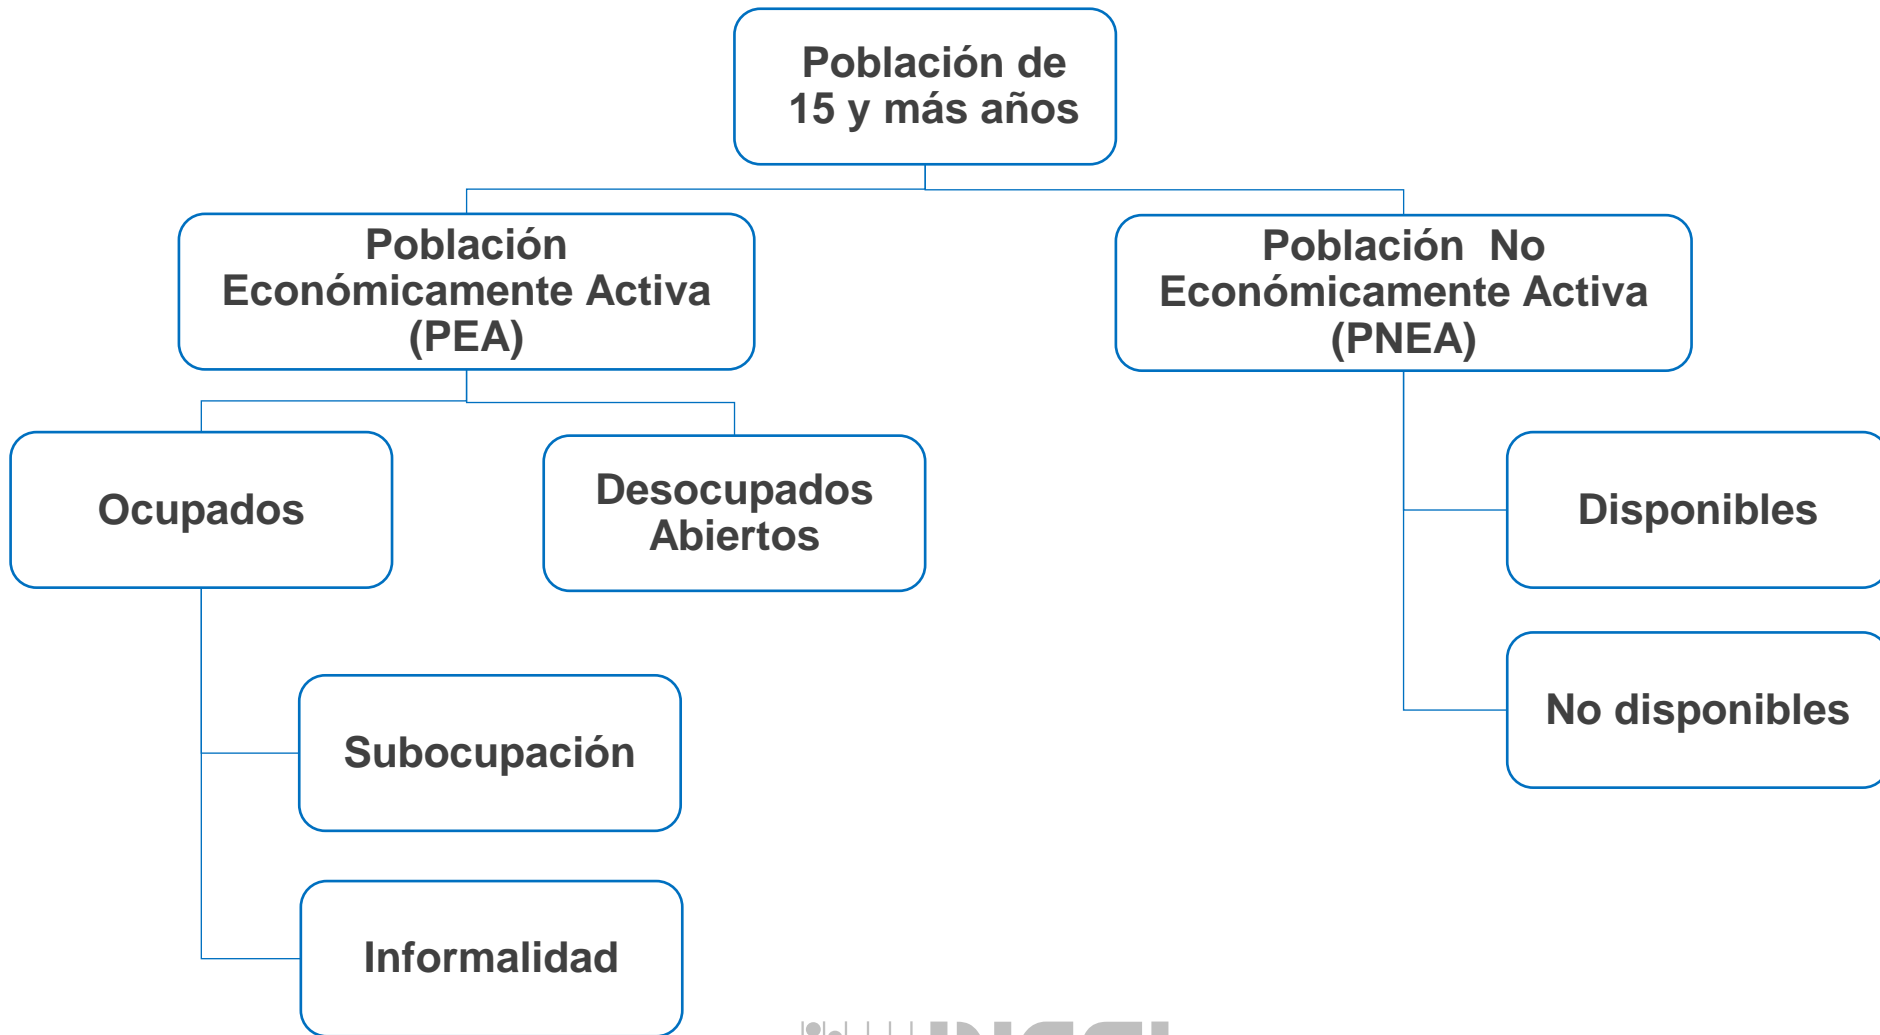 Población de
15 y más años
Población
Económicamente Activa
(PEA)
Población No
Económicamente Activa
(PNEA)
Ocupados
Desocupados
Abiertos
Disponibles
No disponibles
Subocupación
Informalidad